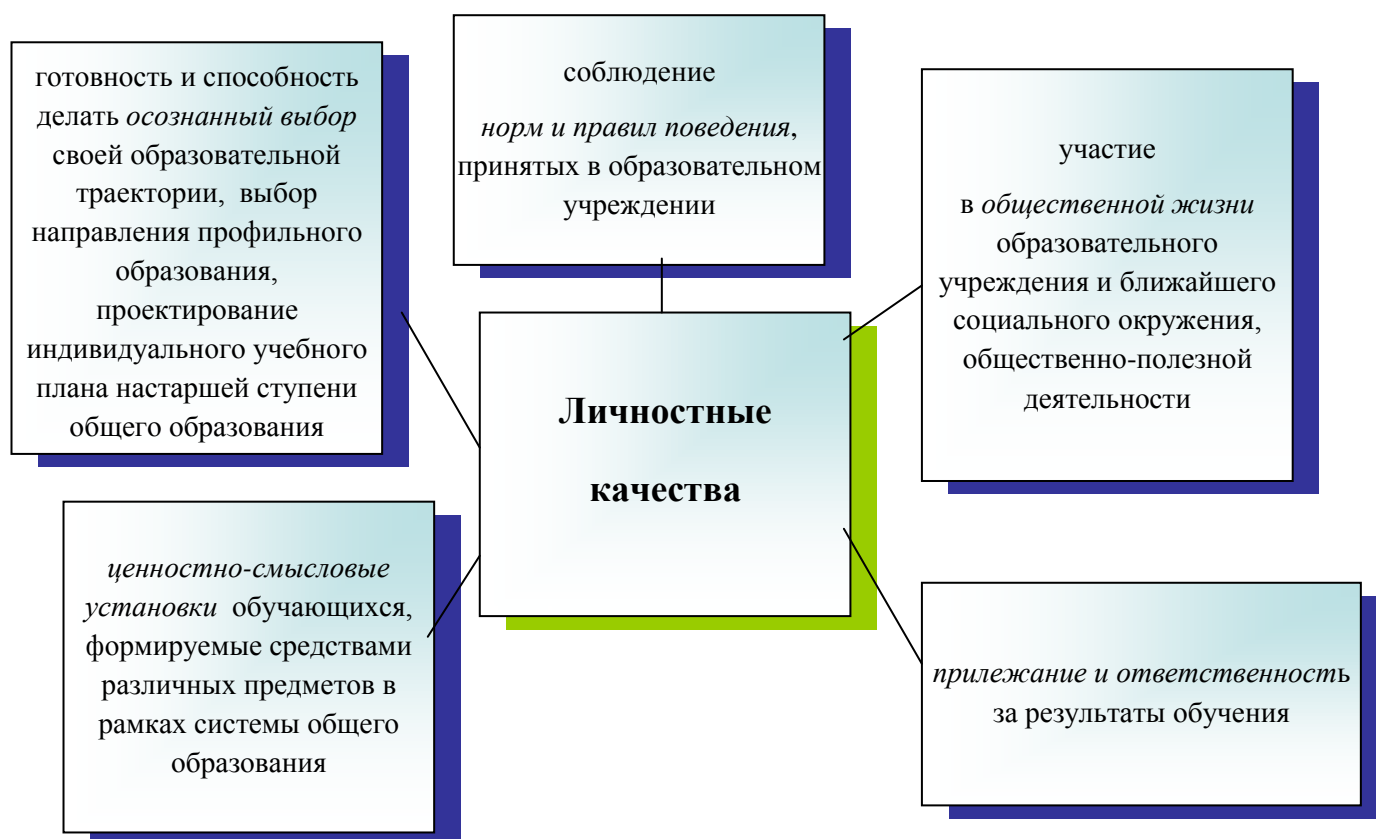 готовность и способность
делать осознанный выбор
своей образовательной
траектории, выбор
направления профильного
образования,
проектирование
индивидуального учебного
плана настаршей ступени
общего образования
соблюдение
норм и правил поведения,
принятых в образовательном
учреждении
участие
в общественной жизни
образовательного
учреждения и ближайшего
социального окружения,
общественно-полезной
деятельности
Личностные
качества
ценностно-смысловые
установки обучающихся,
формируемые средствами
различных предметов в
рамках системы общего
образования
прилежание и ответственность
за результаты обучения